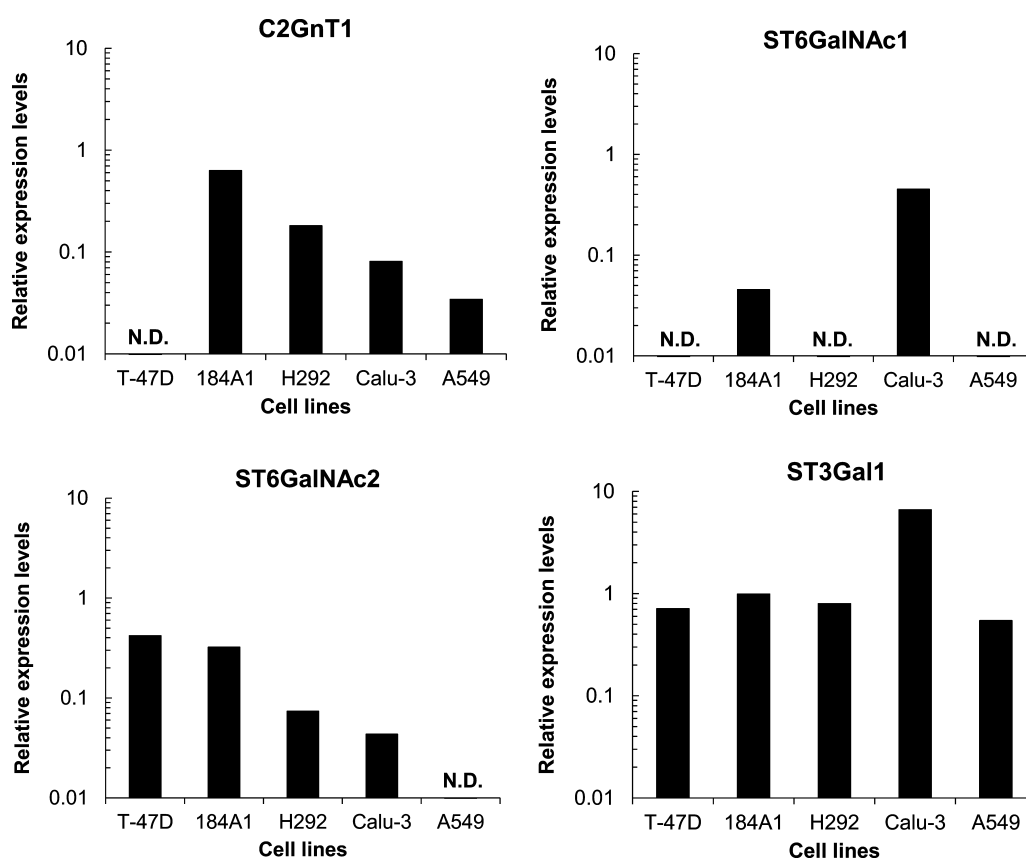 C2GnT1
Relative expression levels
10
1
0.1
0.01
N.D.
T-47D 184A1 H292 Calu-3 A549
Cell lines
ST6GalNAc1
Relative expression levels
10
1
0.1
0.01
N.D. N.D. N.D.
T-47D 184A1 H292 Calu-3 A549
Cell lines
ST6GalNAc2
Relative expression levels
10
1
0.1
0.01
N.D.
T-47D 184A1 H292 Calu-3 A549
Cell lines
ST3Gal1
Relative expression levels
10
1
0.1
0.01
T-47D 184A1 H292 Calu-3 A549
Cell lines